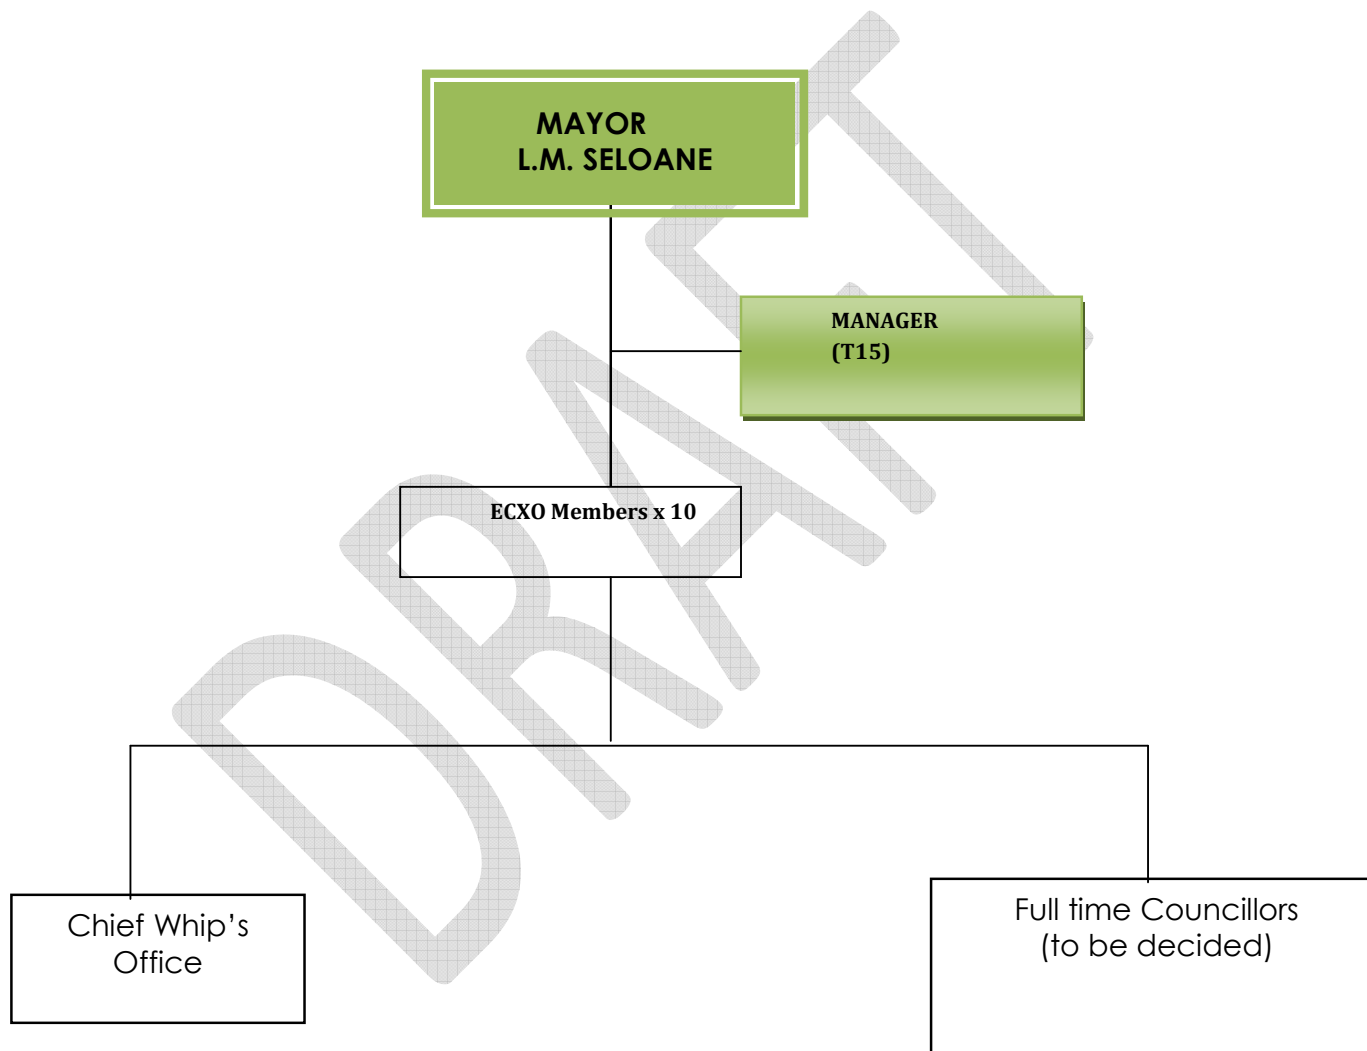 MAYOR
L.M. SELOANE
MANAGER
(T15)
ECXO Members x 10
Chief Whip's
Office
Full time Councillors
(to be decided)
DRAFT